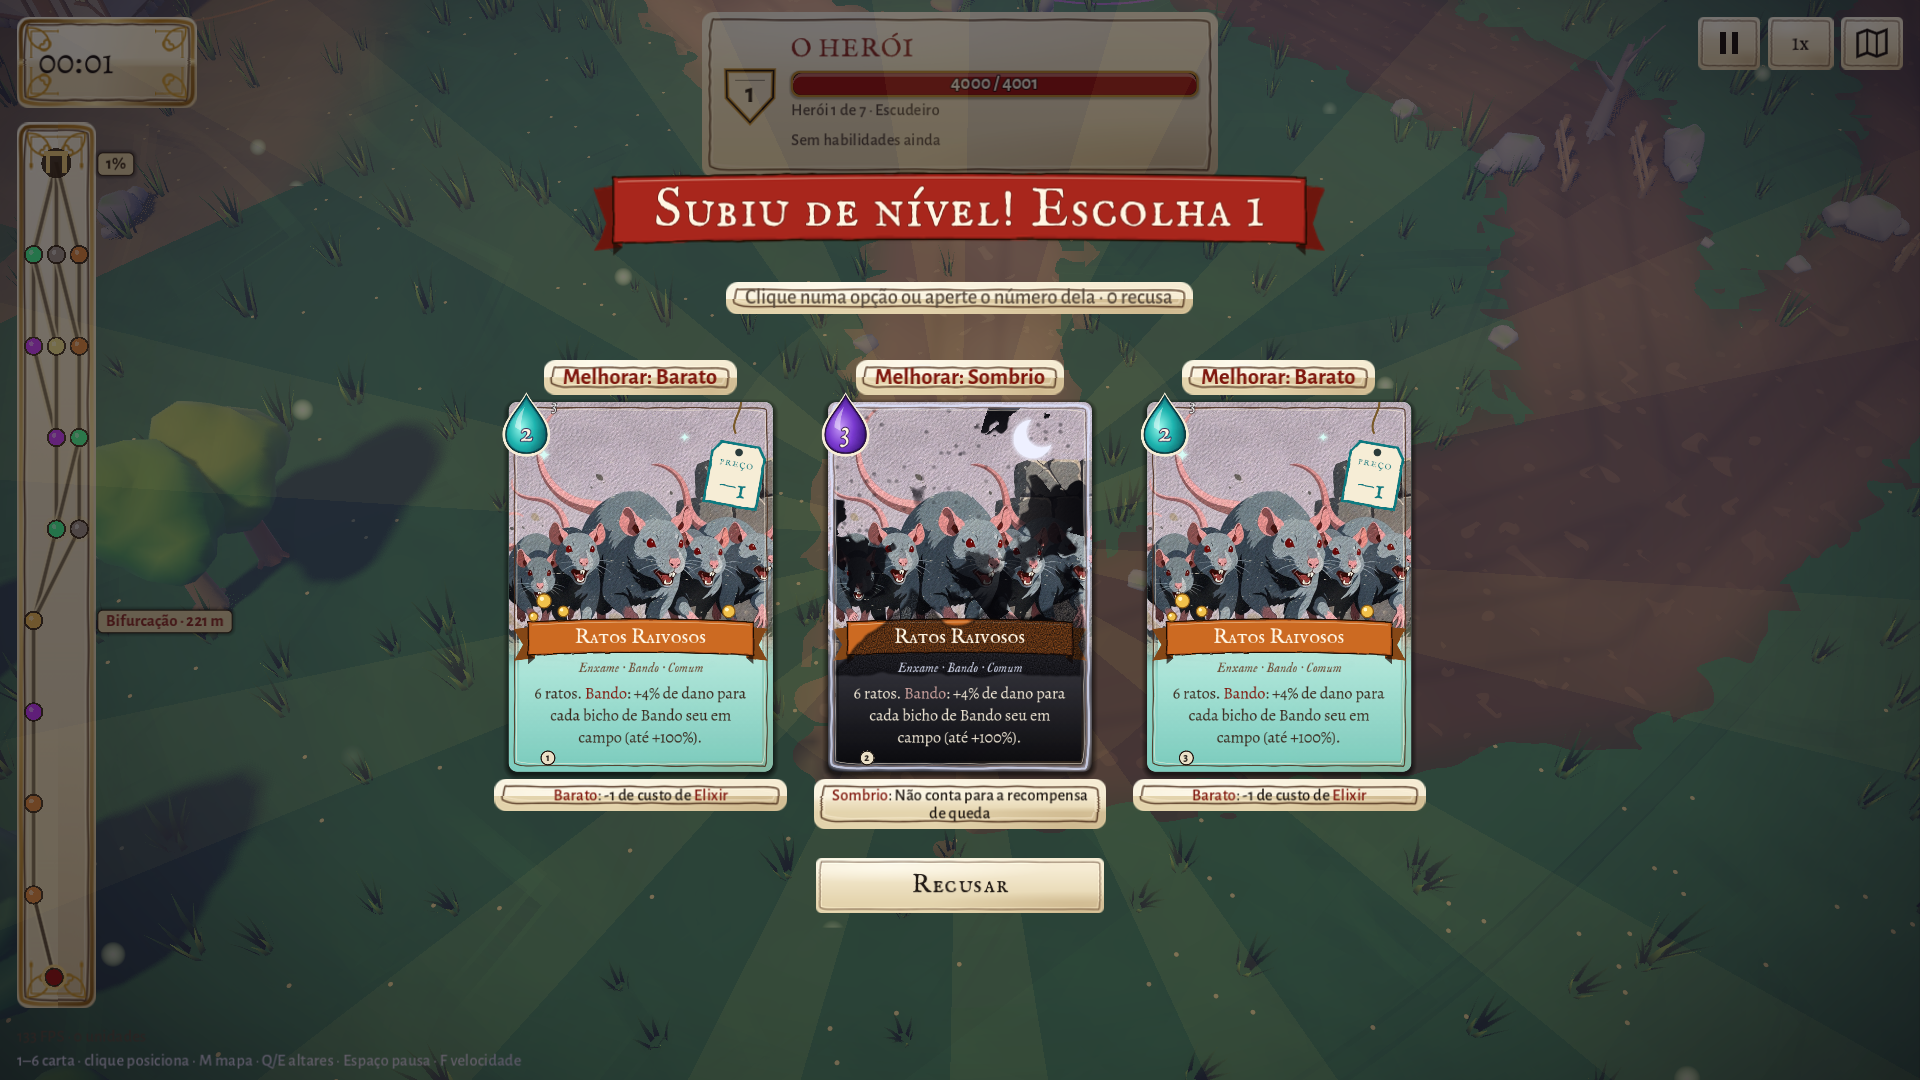 00:01
O HERÓI
1
4000 / 4001
Herói 1 de 7 · Escudeiro
Sem habilidades ainda
1x
1%
Subiu de nível! Escolha 1
Clique numa opção ou aperte o número dela · 0 recusa
Melhorar: Barato
Melhorar: Sombrio
Melhorar: Barato
2
3
PREÇO
-1
Ratos Raivosos
Enxame · Bando · Comum
6 ratos. Bando: +4% de dano para
cada bicho de Bando seu em
campo (até +100%).
1
Barato: -1 de custo de Elixir
3
Ratos Raivosos
Enxame · Bando · Comum
6 ratos. Bando: +4% de dano para
cada bicho de Bando seu em
campo (até +100%).
2
Sombrio: Não conta para a recompensa
de queda
2
3
PREÇO
-1
Ratos Raivosos
Enxame · Bando · Comum
6 ratos. Bando: +4% de dano para
cada bicho de Bando seu em
campo (até +100%).
3
Barato: -1 de custo de Elixir
Bifurcação · 221 m
Recusar
1–6 carta · clique posiciona · M mapa · Q/E altares · Espaço pausa · F velocidade